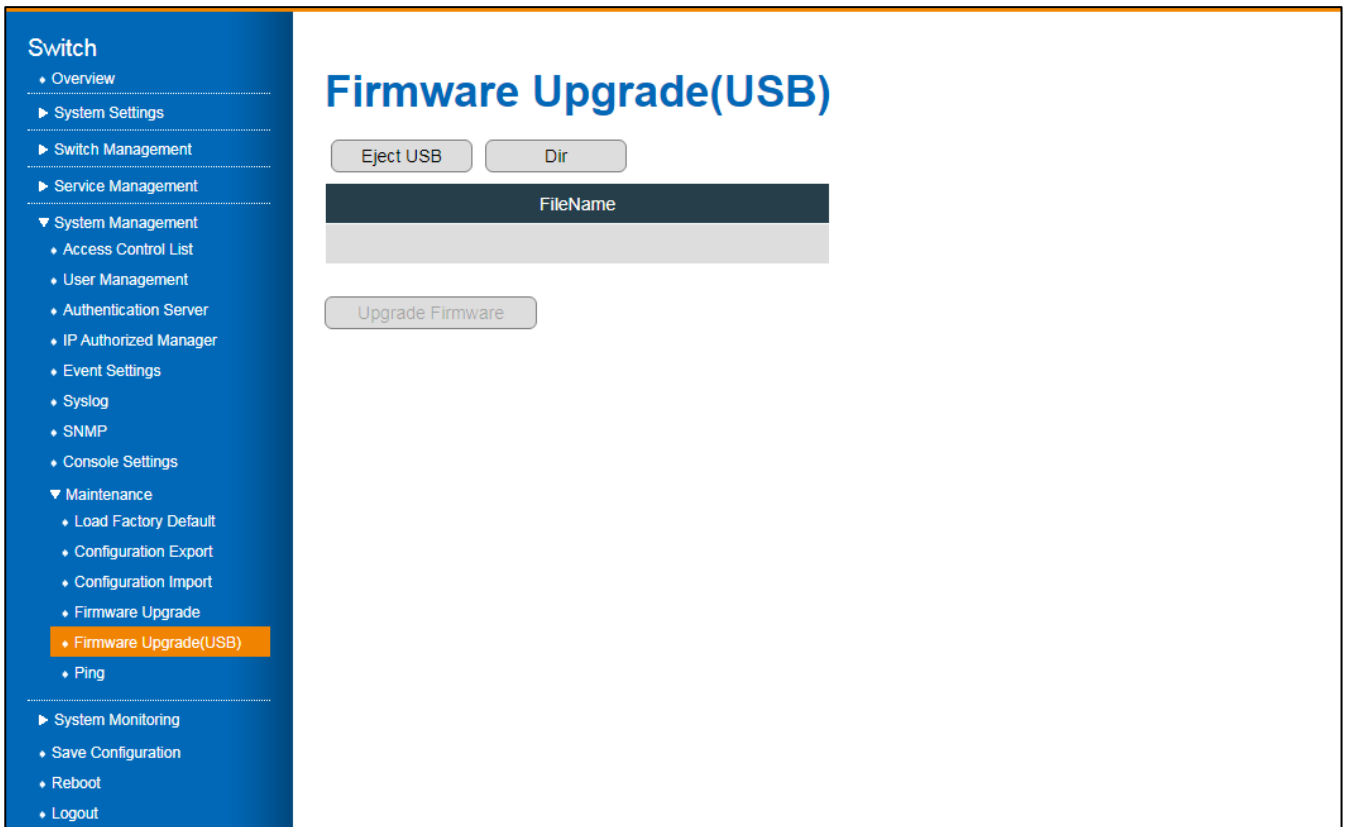 Switch
Overview
System Settings
Switch Management
Service Management
System Management
Access Control List
User Management
Authentication Server
IP Authorized Manager
Event Settings
Syslog
SNMP
Console Settings
Maintenance
Load Factory Default
Configuration Export
Configuration Import
Firmware Upgrade
Firmware Upgrade(USB)
Ping
System Monitoring
Save Configuration
Reboot
Logout
Firmware Upgrade(USB)
Eject USB Dir
FileName
Upgrade Firmware